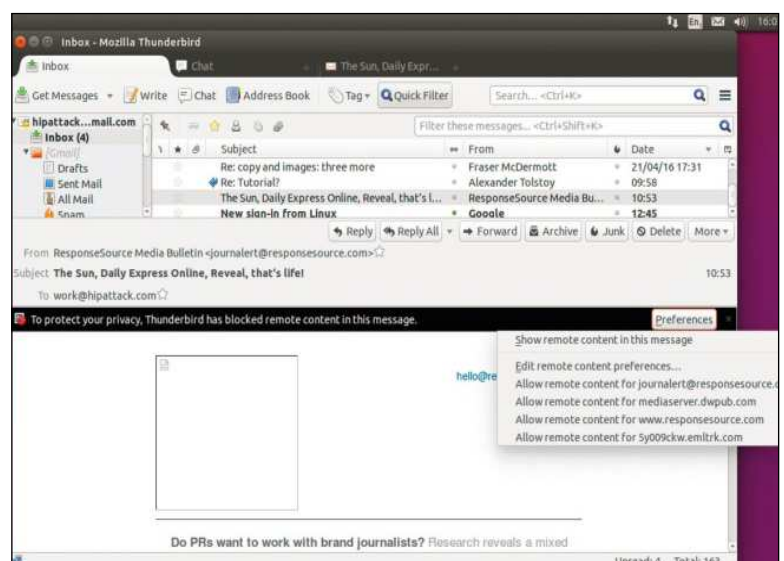 En
16:0
Inbox - Mozilla Thunderbird
Inbox
Chat
The Sun, Daily Expr...
Get Messages
Write
Chat
Address Book
Tag
Quick Filter
Search... <Ctrl+K>
hipattack...mail.com
Filter these messages... <Ctrl+Shift+K>
Inbox (4)
[Gmail]
Drafts
Sent Mail
All Mail
Spam
Subject
From
Date
Re: copy and images: three more
Fraser McDermott
21/04/16 17:31
Re: Tutorial?
Alexander Tolstoy
09:58
The Sun, Daily Express Online, Reveal, that's l...
ResponseSource Media Bu...
10:53
New sign-in from Linux
Google
12:45
Reply
Reply All
Forward
Archive
Junk
Delete
More
From ResponseSource Media Bulletin <journalert@responsesource.com>
Subject The Sun, Daily Express Online, Reveal, that's life!
10:53
To work@hipattack.com
To protect your privacy, Thunderbird has blocked remote content in this message.
Preferences
Show remote content in this message
Edit remote content preferences...
Allow remote content for journalert@responsesource.c
Allow remote content for mediaserver.dwpub.com
Allow remote content for www.responsesource.com
Allow remote content for 5y009ckw.emltrk.com
hello@re
Do PRs want to work with brand journalists? Research reveals a mixed
Unread: 4 Total: 163